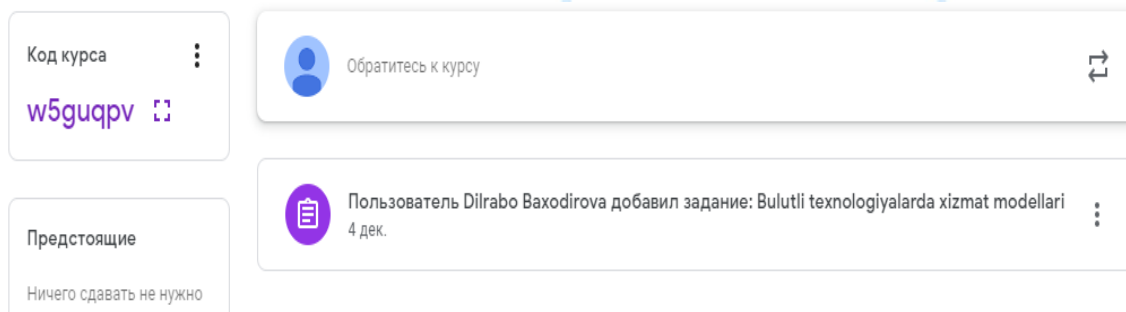 Код курса
w5guqpv
Предстоящие
Ничего сдавать не нужно
Обратитесь к курсу
Пользователь Dilrabo Baxodirova добавил задание: Bulutli texnologiyalarda xizmat modellari
4 дек.